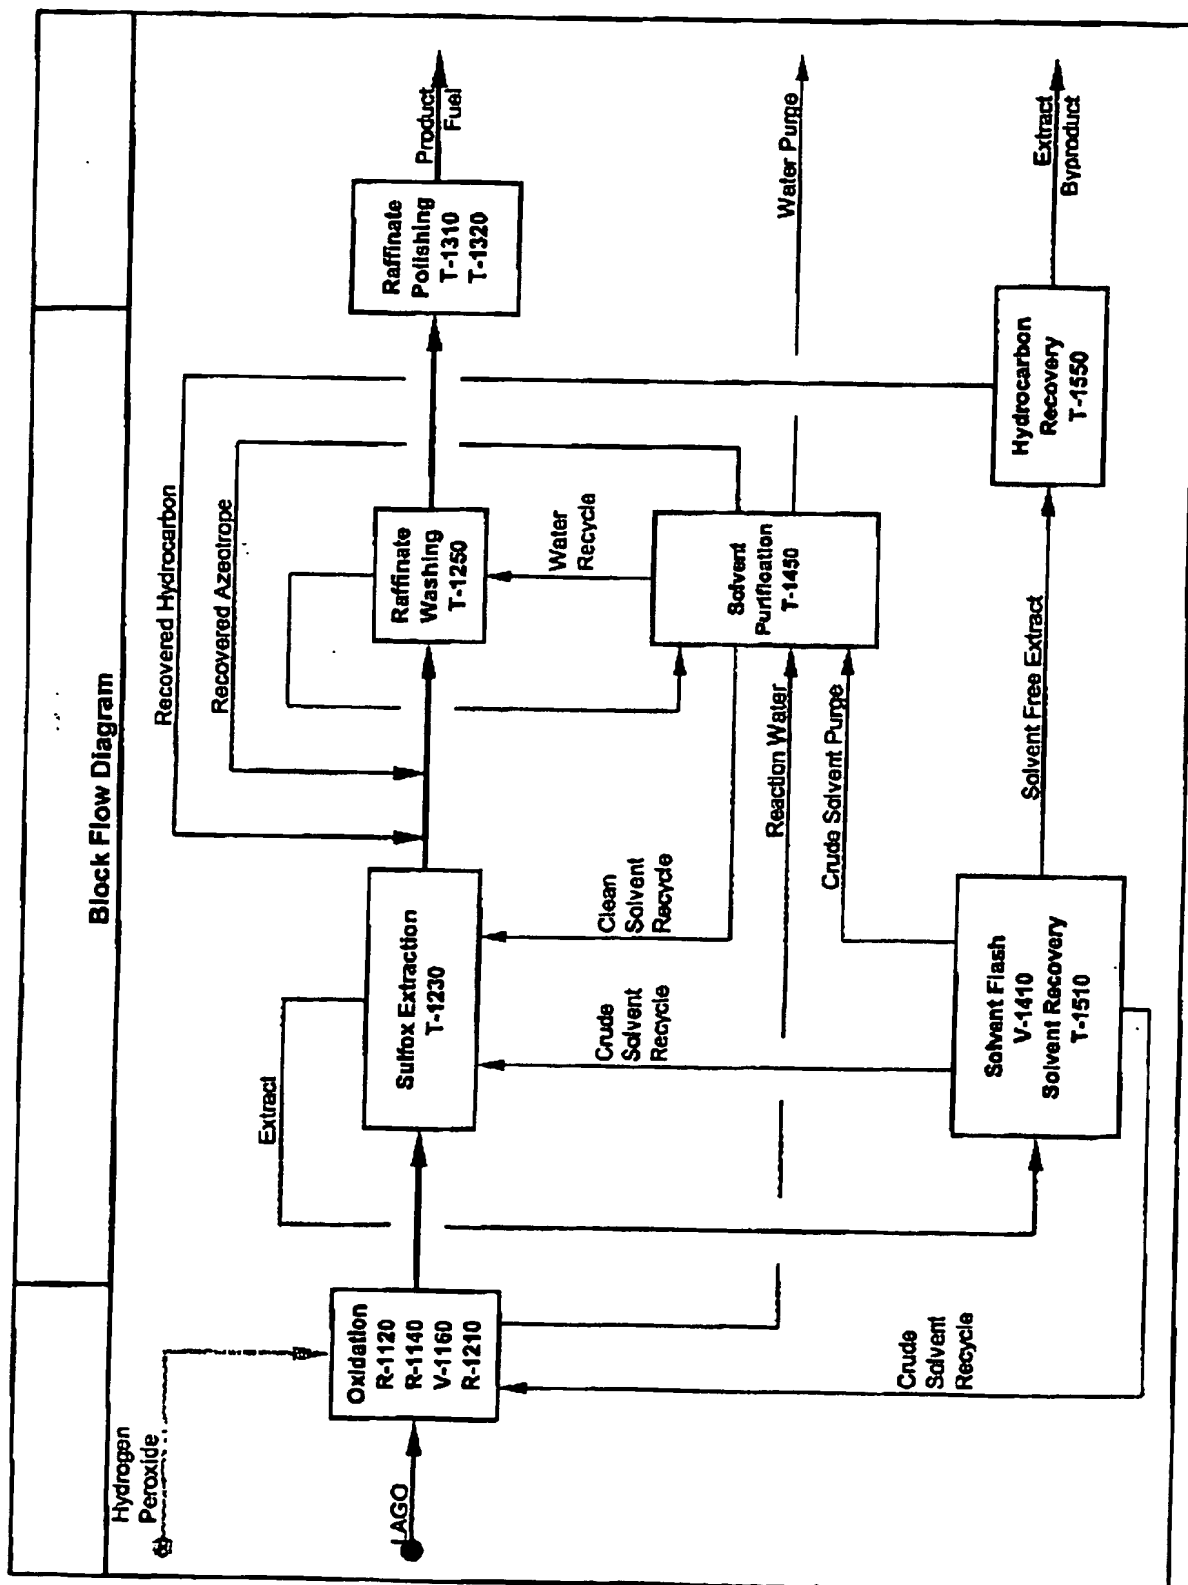 Block Flow Diagram
Hydrogen
Peroxide
LAGO
Oxidation
R-1120
R-1140
V-1160
R-1210
Extract
Sulfox Extraction
T-1230
Recovered Hydrocarbon
Recovered Azeotrope
Raffinate
Washing
T-1250
Raffinate
Polishing
T-1310
T-1320
Product
Fuel
Crude
Solvent
Recycle
Clean
Solvent
Recycle
Water
Recycle
Reaction Water
Crude Solvent Purge
Solvent
Purification
T-1450
Water Purge
Crude
Solvent
Recycle
Solvent Flash
V-1410
Solvent Recovery
T-1510
Solvent Free Extract
Hydrocarbon
Recovery
T-1550
Extract
Byproduct